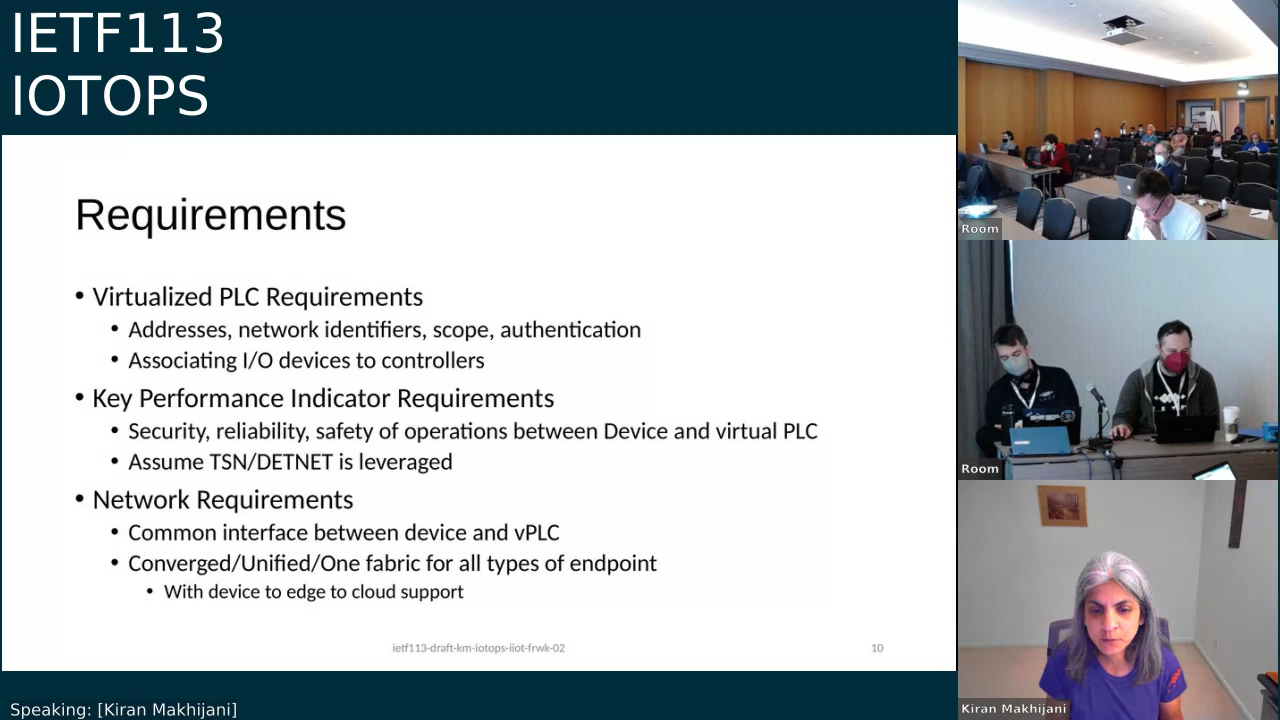 IETF113
IOTOPS
Requirements
• Virtualized PLC Requirements
• Addresses, network identifiers, scope, authentication
• Associating I/O devices to controllers
• Key Performance Indicator Requirements
• Security, reliability, safety of operations between Device and virtual PLC
• Assume TSN/DETNET is leveraged
• Network Requirements
• Common interface between device and vPLC
• Converged/Unified/One fabric for all types of endpoint
• With device to edge to cloud support
ietf113-draft-km-iotops-iiot-frwk-02
10
Room
Room
Kiran Makhijani
Speaking: [Kiran Makhijani]